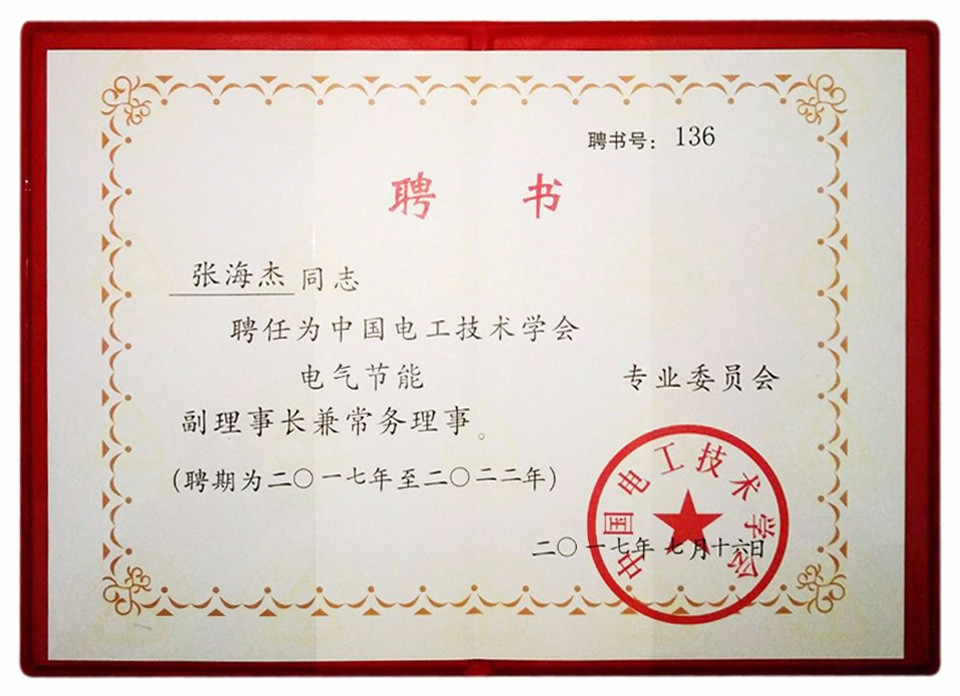 聘书号：136
聘 书
张海杰同志
聘任为中国电工技术学会
电气节能 专业委员会
副理事长兼常务理事。
(聘期为二〇一七年至二〇二二年)
中国电工技术学会
二〇一七年 七月十六日